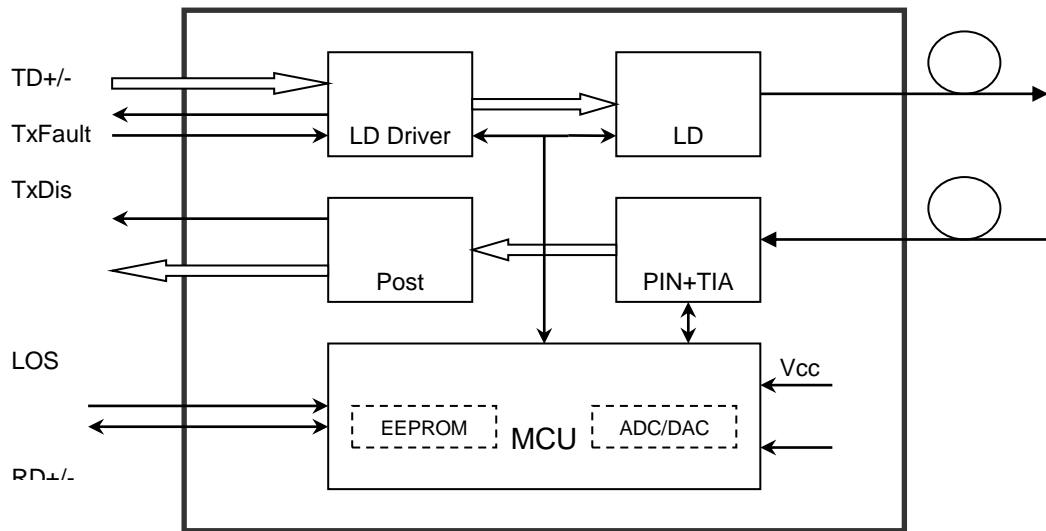 TD+/-
TxFault
LD Driver
LD
TxDis
Post
PIN+TIA
LOS
Vcc
EEPROM
MCU
ADC/DAC
RD+/-